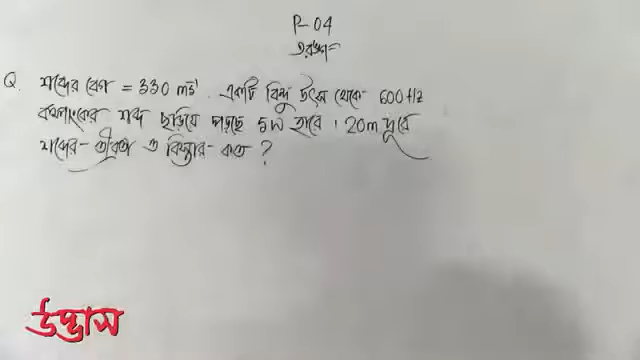 P-04
তরঙ্গ
Q. শব্দের বেগ = 330 ms⁻¹. একটি বিন্দু উৎস থেকে 600 Hz
কম্পাংকের শব্দ ছড়িয়ে পড়ছে 5W হারে। 20m দূরে
শব্দের তীব্রতা ও বিস্তার কত?
উদ্ভাস